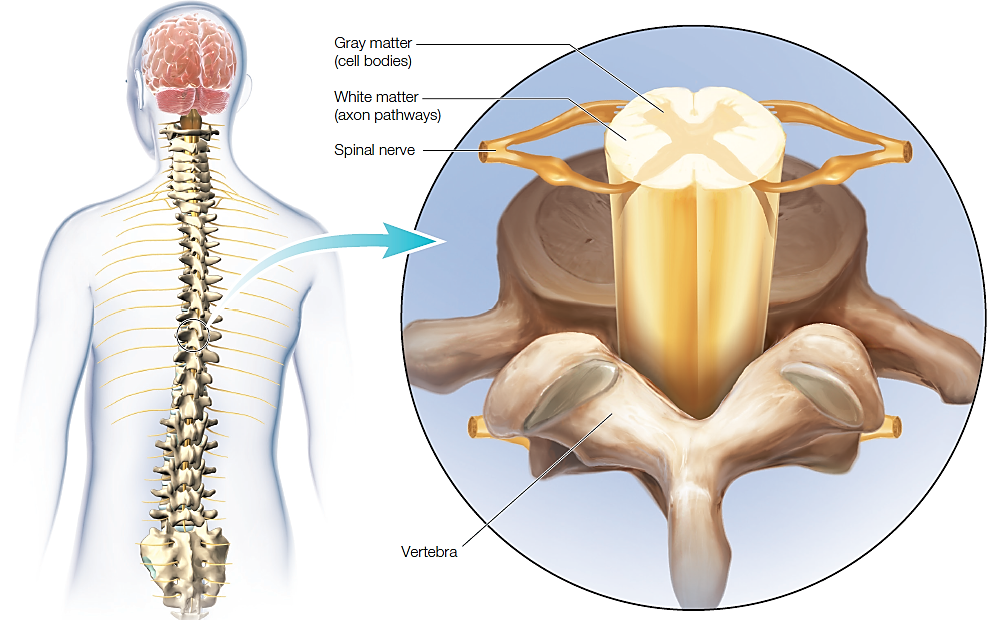 Gray matter
(cell bodies)
White matter
(axon pathways)
Spinal nerve
Vertebra